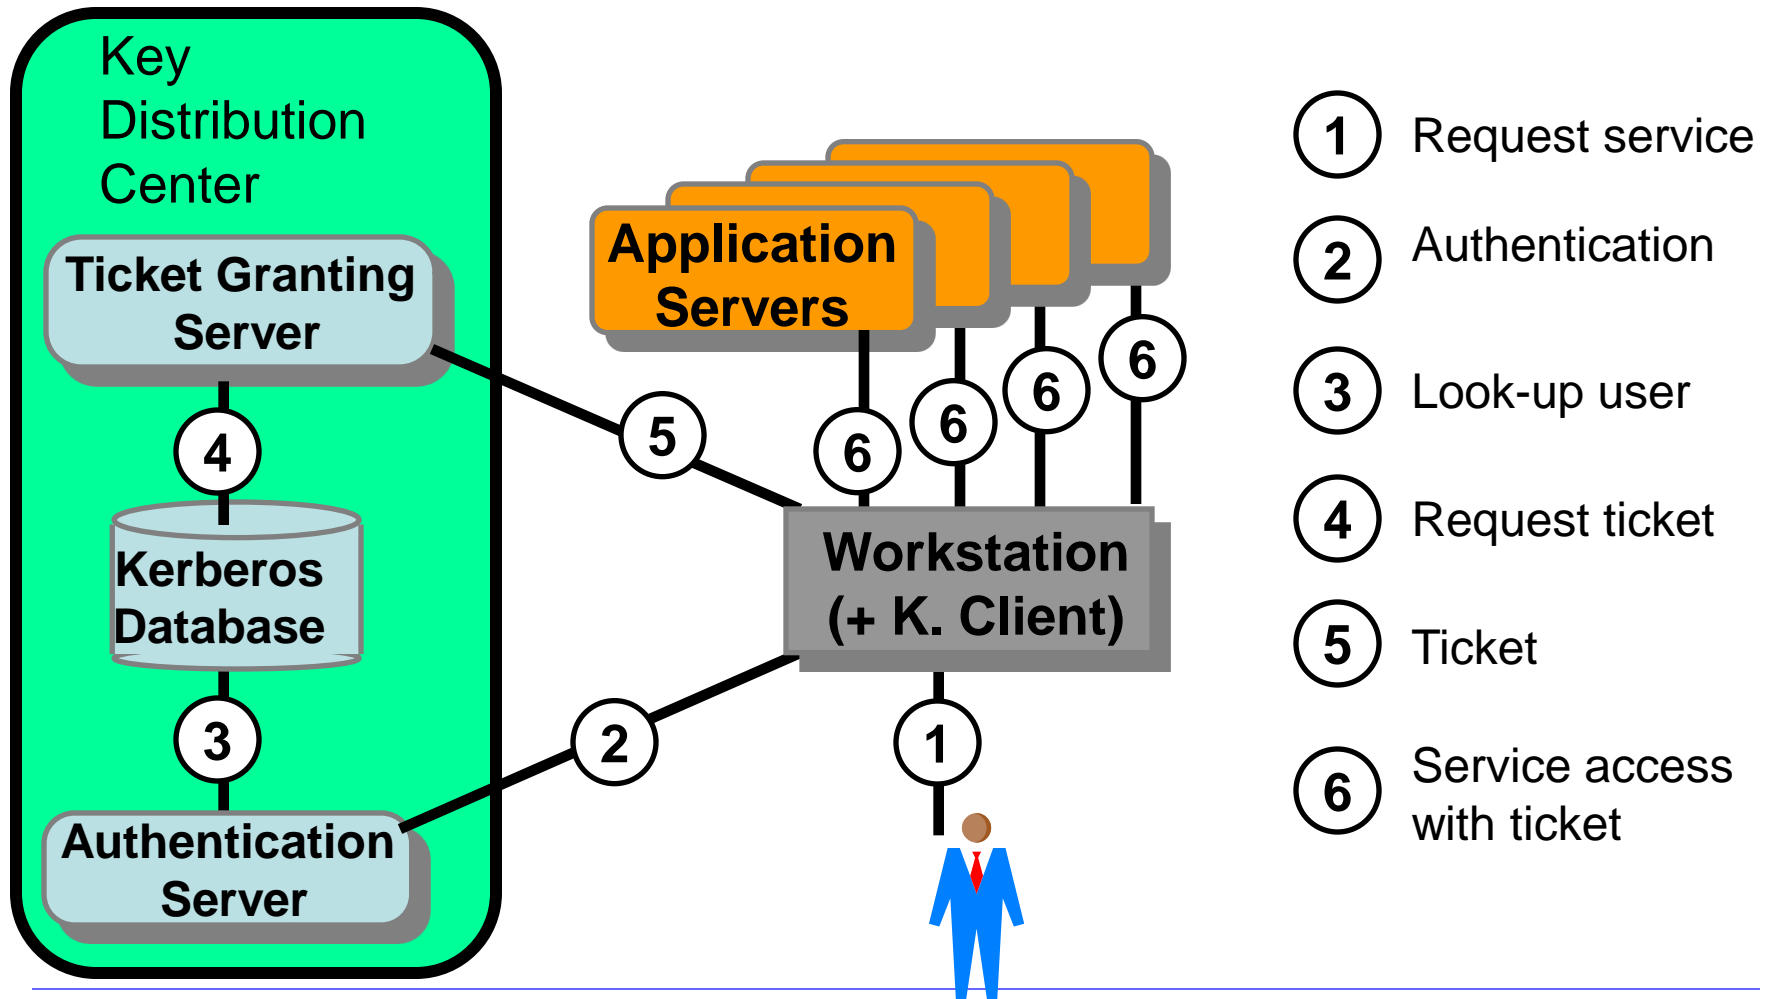 Key
Distribution
Center
Ticket Granting
Server
4
Kerberos
Database
3
Authentication
Server
5
2
Application
Servers
6
6
6
6
Workstation
(+ K. Client)
1
1 Request service
2 Authentication
3 Look-up user
4 Request ticket
5 Ticket
6 Service access
with ticket